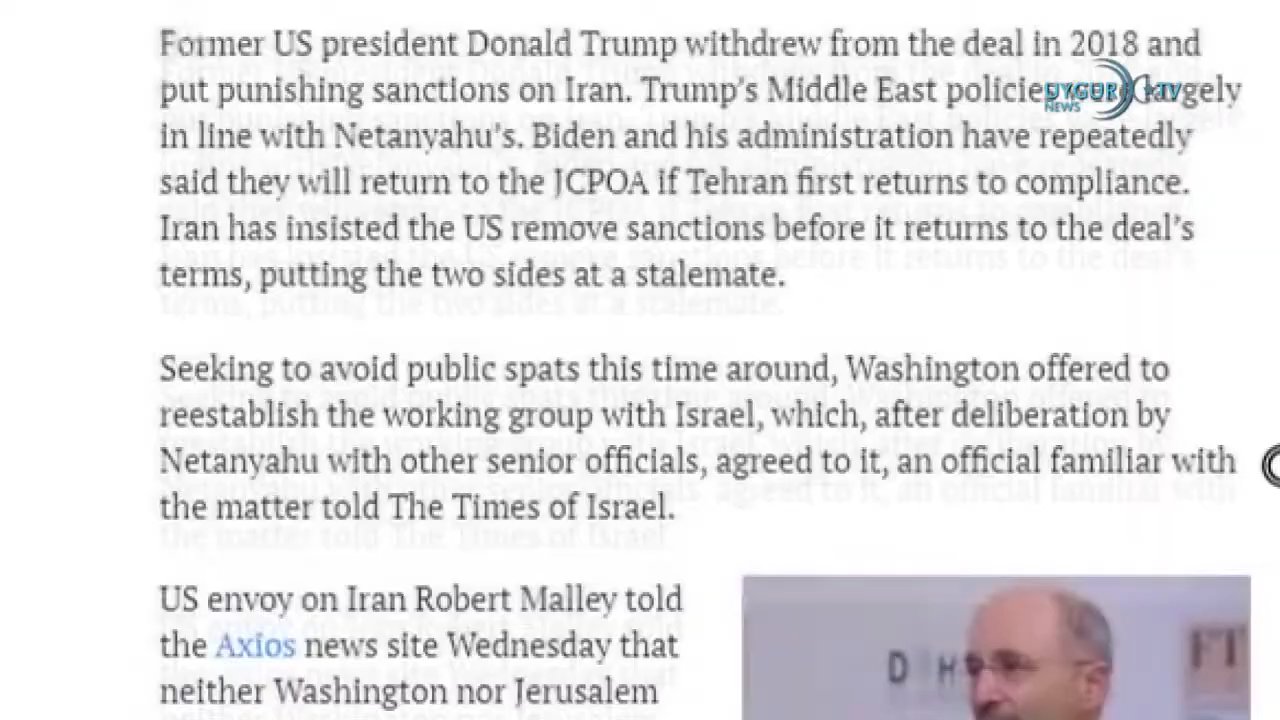 Former US president Donald Trump withdrew from the deal in 2018 and
put punishing sanctions on Iran. Trump's Middle East policies were largely
in line with Netanyahu's. Biden and his administration have repeatedly
said they will return to the JCPOA if Tehran first returns to compliance.
Iran has insisted the US remove sanctions before it returns to the deal's
terms, putting the two sides at a stalemate.
Seeking to avoid public spats this time around, Washington offered to
reestablish the working group with Israel, which, after deliberation by
Netanyahu with other senior officials, agreed to it, an official familiar with
the matter told The Times of Israel.
US envoy on Iran Robert Malley told
the Axios news site Wednesday that
neither Washington nor Jerusalem
UYGUR TV
NEWS
FT